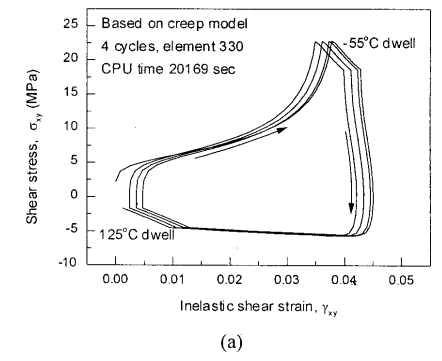 Based on creep model
4 cycles, element 330
CPU time 20169 sec
-55°C dwell
125°C dwell
25
20
15
10
5
0
-5
-10
Shear stress, σxy (MPa)
0.00 0.01 0.02 0.03 0.04 0.05
Inelastic shear strain, γxy
(a)